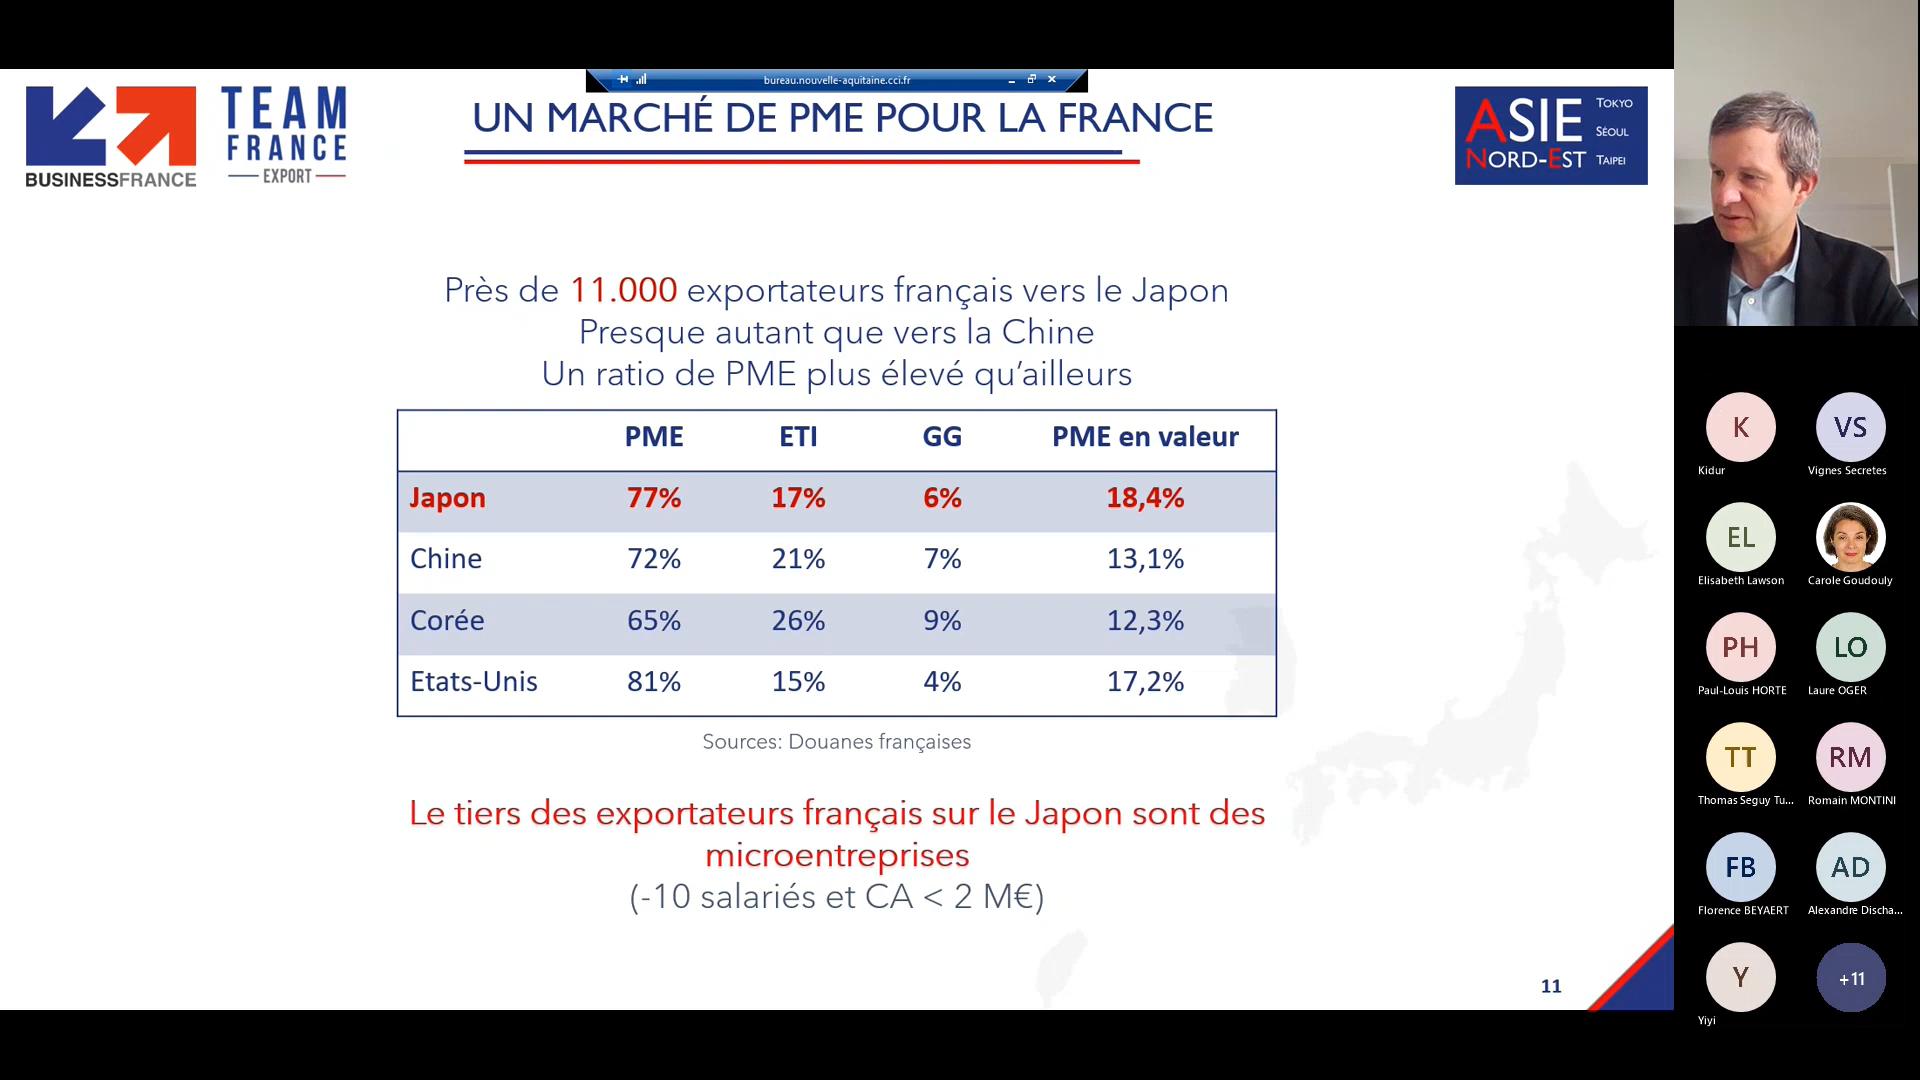 bureau.nouvelle-aquitaine.cci.fr
BUSINESSFRANCE
TEAM
FRANCE
EXPORT
UN MARCHÉ DE PME POUR LA FRANCE
ASIE
NORD-EST
TOKYO
SÉOUL
TAIPEI
Près de 11.000 exportateurs français vers le Japon
Presque autant que vers la Chine
Un ratio de PME plus élevé qu'ailleurs
PME ETI GG PME en valeur
Japon 77% 17% 6% 18,4%
Chine 72% 21% 7% 13,1%
Corée 65% 26% 9% 12,3%
Etats-Unis 81% 15% 4% 17,2%
Sources: Douanes françaises
Le tiers des exportateurs français sur le Japon sont des
microentreprises
(-10 salariés et CA < 2 M€)
11
K VS
Kidur Vignes Secretes
EL
Elisabeth Lawson Carole Goudouly
PH LO
Paul-Louis HORTE Laure OGER
TT RM
Thomas Seguy Tu... Romain MONTINI
FB AD
Florence BEYAERT Alexandre Discha...
Y +11
Yiyi